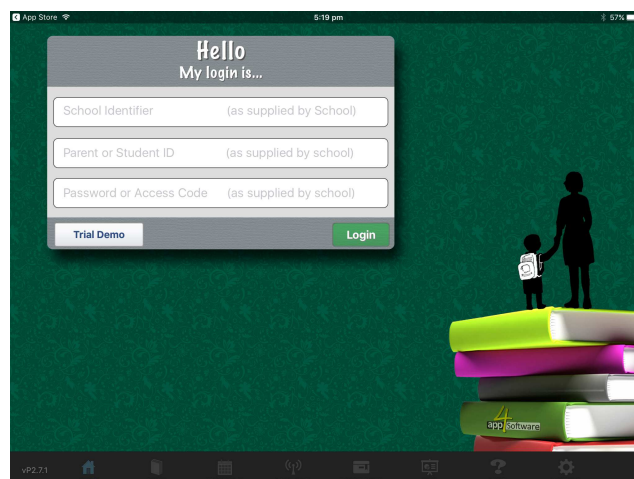 App Store 5:19 pm 57%
Hello
My login is...
School Identifier (as supplied by School)
Parent or Student ID (as supplied by school)
Password or Access Code (as supplied by school)
Trial Demo Login
app4Software
vP2.7.1